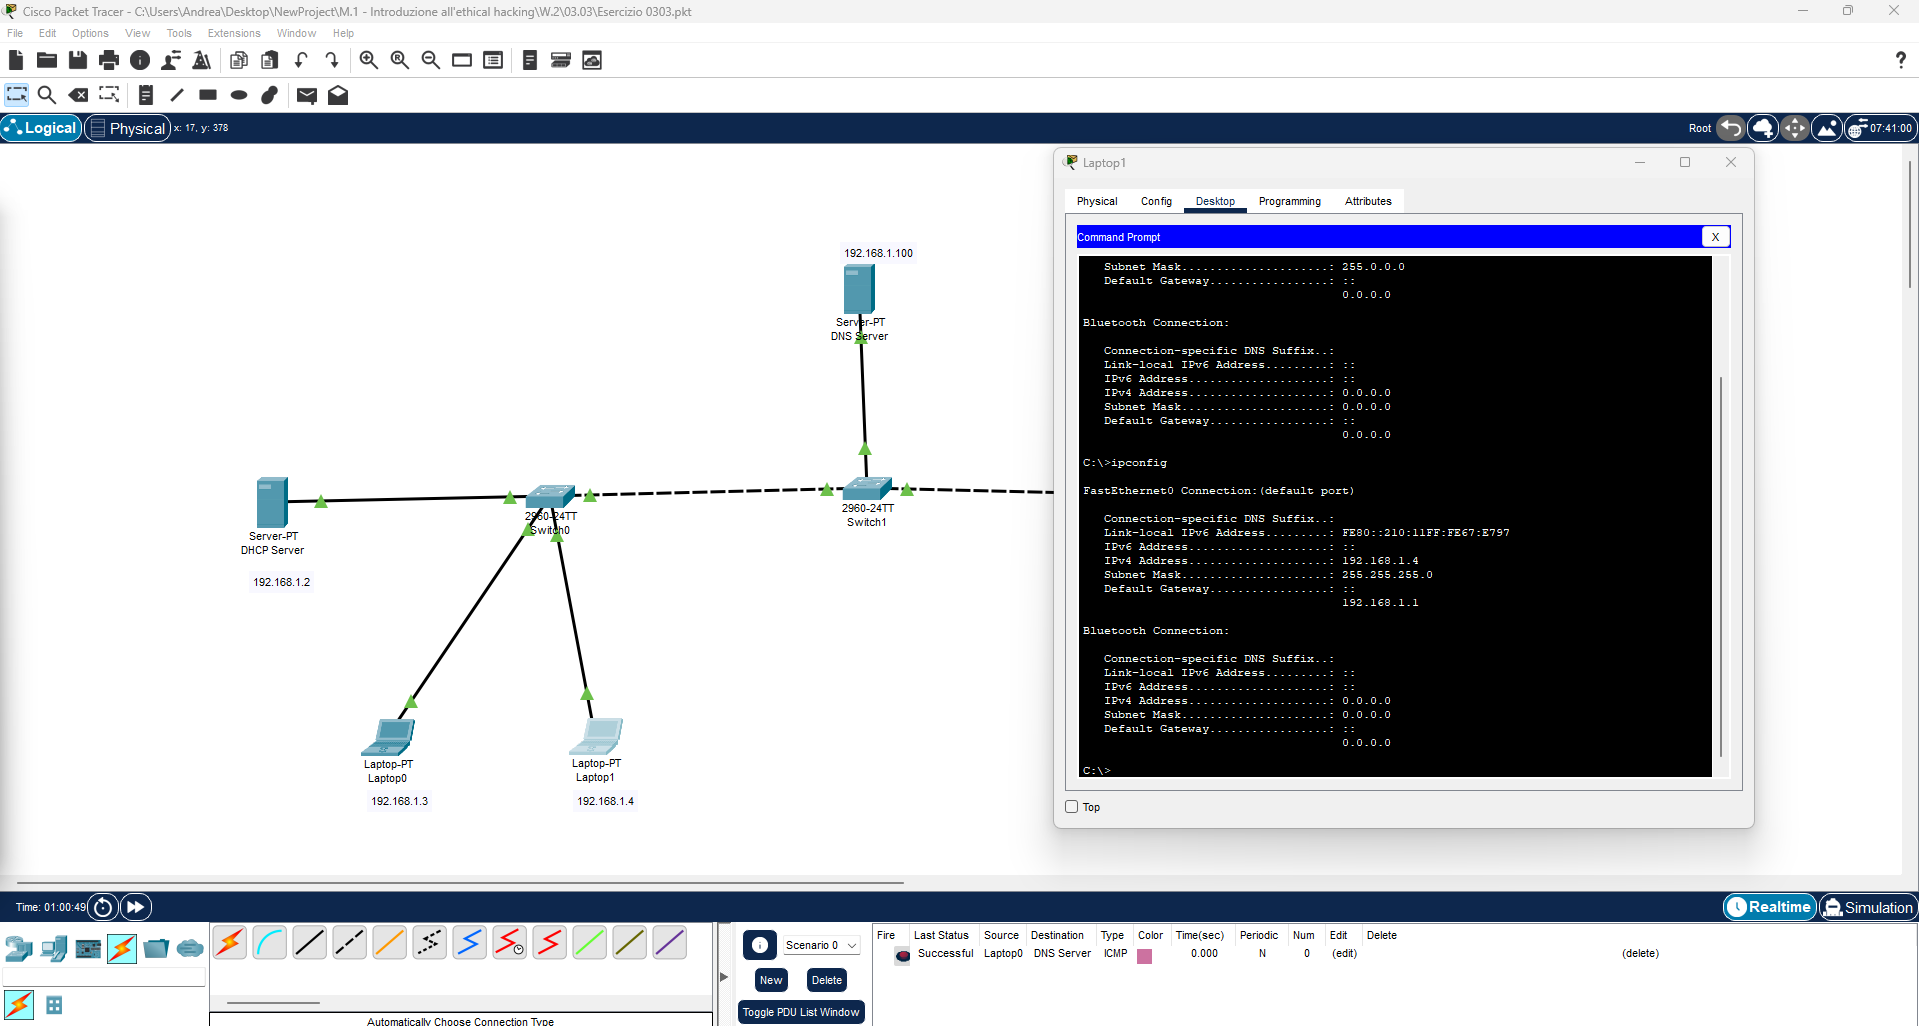 Cisco Packet Tracer - C:\Users\Andrea\Desktop\NewProject\M.1 - Introduzione all'ethical hacking\W.2\03.03\Esercizio 0303.pkt
File Edit Options View Tools Extensions Window Help
Logical Physical x: 17, y: 378 Root 07:41:00
Laptop1
Physical Config Desktop Programming Attributes
Command Prompt X
Subnet Mask.....................: 255.0.0.0
Default Gateway.................: ::
0.0.0.0
Bluetooth Connection:
Connection-specific DNS Suffix..:
Link-local IPv6 Address.........: ::
IPv6 Address....................: ::
IPv4 Address....................: 0.0.0.0
Subnet Mask.....................: 0.0.0.0
Default Gateway.................: ::
0.0.0.0
C:\>ipconfig
FastEthernet0 Connection:(default port)
Connection-specific DNS Suffix..:
Link-local IPv6 Address.........: FE80::210:11FF:FE67:E797
IPv6 Address....................: ::
IPv4 Address....................: 192.168.1.4
Subnet Mask.....................: 255.255.255.0
Default Gateway.................: ::
192.168.1.1
Bluetooth Connection:
Connection-specific DNS Suffix..:
Link-local IPv6 Address.........: ::
IPv6 Address....................: ::
IPv4 Address....................: 0.0.0.0
Subnet Mask.....................: 0.0.0.0
Default Gateway.................: ::
0.0.0.0
C:\>
Top
192.168.1.100
Server-PT
DNS Server
2960-24TT
Switch1
2960-24TT
Switch0
Server-PT
DHCP Server
192.168.1.2
Laptop-PT
Laptop0
192.168.1.3
Laptop-PT
Laptop1
192.168.1.4
Time: 01:00:49 Realtime Simulation
Scenario 0
New Delete
Toggle PDU List Window
Fire Last Status Source Destination Type Color Time(sec) Periodic Num Edit Delete
Successful Laptop0 DNS Server ICMP 0.000 N 0 (edit) (delete)
Automatically Choose Connection Type